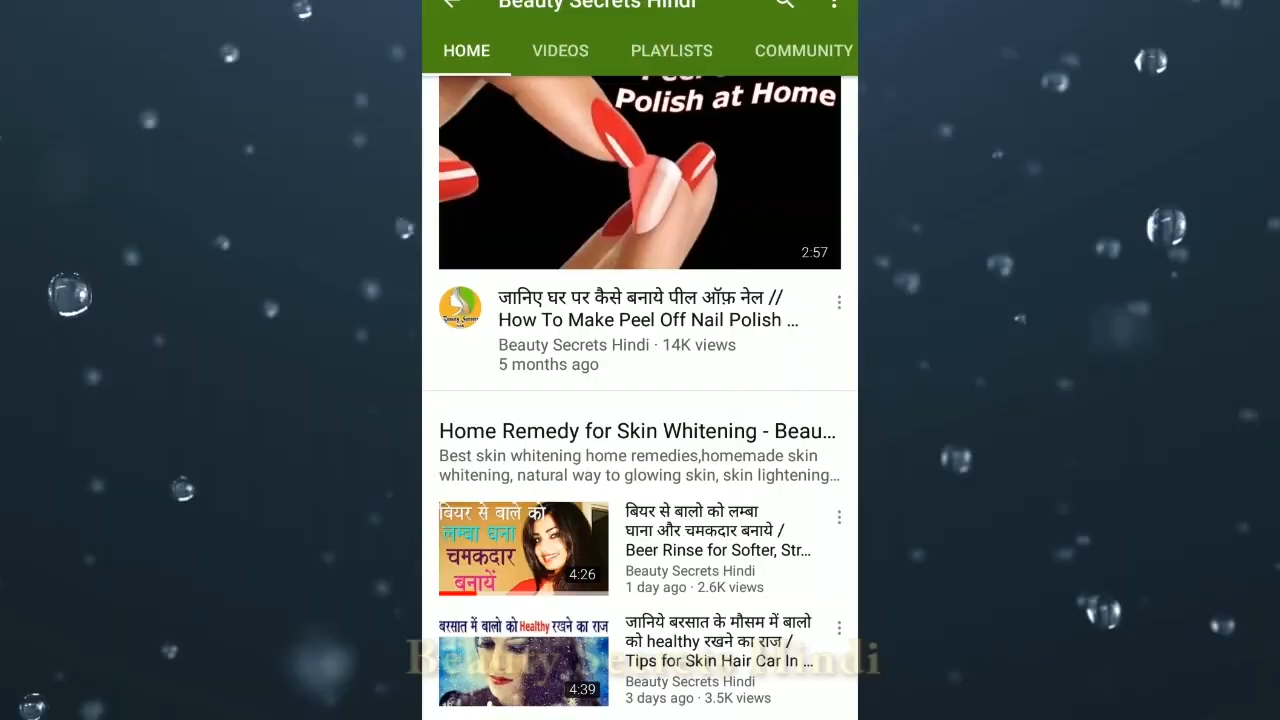 Beauty Secrets Hindi
HOME VIDEOS PLAYLISTS COMMUNITY
Polish at Home
2:57
जानिए घर पर कैसे बनाये पील ऑफ़ नेल //
How To Make Peel Off Nail Polish ...
Beauty Secrets Hindi · 14K views
5 months ago
Home Remedy for Skin Whitening - Beau...
Best skin whitening home remedies,homemade skin
whitening, natural way to glowing skin, skin lightening...
बियर से बाले को
लम्बा घना
चमकदार
बनायें
4:26
बियर से बालो को लम्बा
घाना और चमकदार बनाये /
Beer Rinse for Softer, Str...
Beauty Secrets Hindi
1 day ago · 2.6K views
बरसात में बालो को Healthy रखने का राज
4:39
जानिये बरसात के मौसम में बालो
को healthy रखने का राज /
Tips for Skin Hair Car In ...
Beauty Secrets Hindi
3 days ago · 3.5K views
Beauty Secrets Hindi